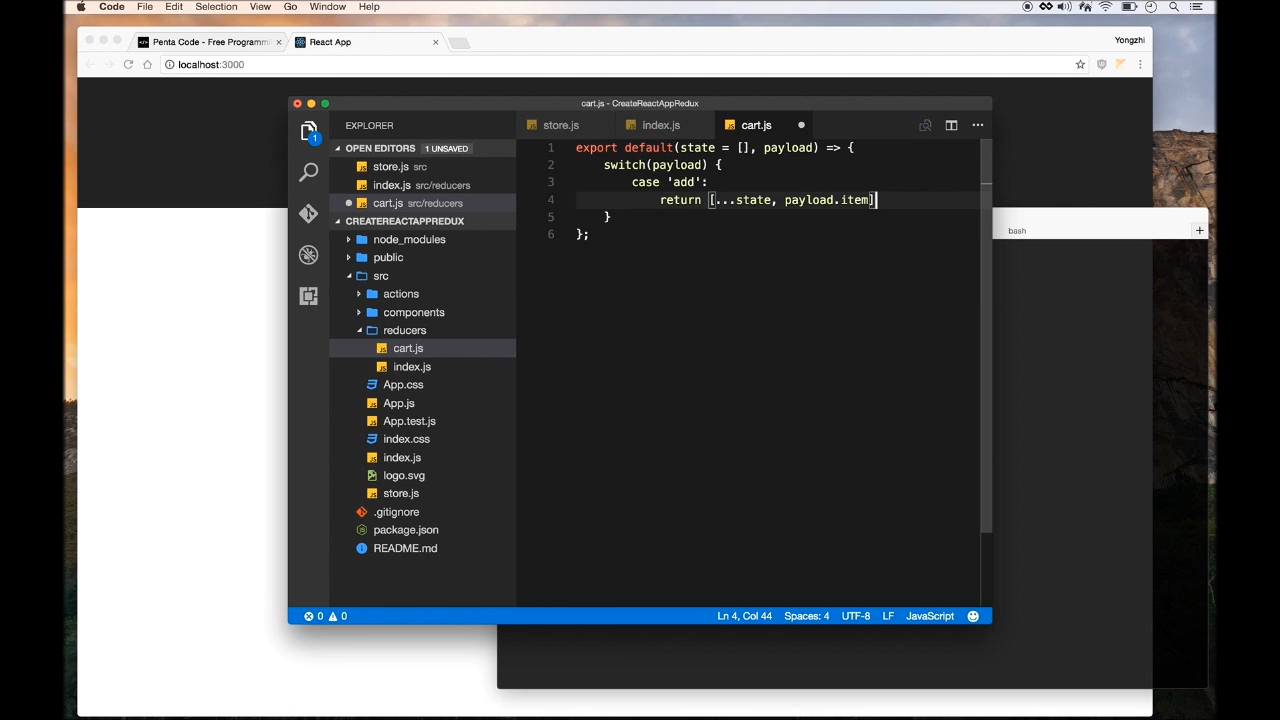 Code File Edit Selection View Go Window Help
Penta Code - Free Programmi
React App
Yongzhi
localhost:3000
cart.js - CreateReactAppRedux
EXPLORER
store.js index.js cart.js
OPEN EDITORS 1 UNSAVED
store.js src
index.js src/reducers
cart.js src/reducers
CREATEREACTAPPREDUX
node_modules
public
src
actions
components
reducers
cart.js
index.js
App.css
App.js
App.test.js
index.css
index.js
logo.svg
store.js
.gitignore
package.json
README.md
1 export default(state = [], payload) => {
2 switch(payload) {
3 case 'add':
4 return [...state, payload.item]
5 }
6 };
bash
0 0
Ln 4, Col 44 Spaces: 4 UTF-8 LF JavaScript
1